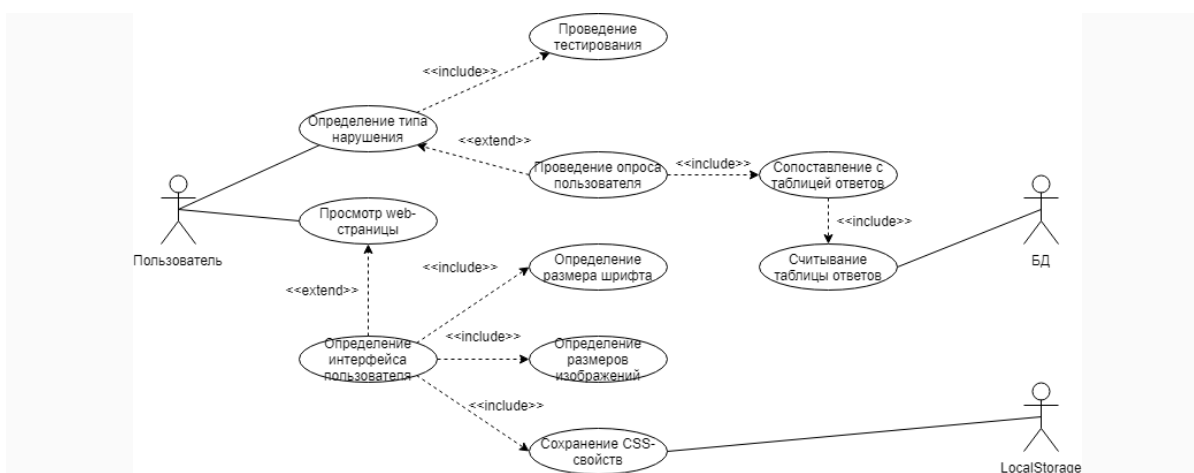 Проведение
тестирования
<<include>>
Определение типа
нарушения
<<extend>>
Проведение опроса
пользователя
<<include>>
Сопоставление с
таблицей ответов
<<include>>
Просмотр web-
страницы
Пользователь
Считывание
таблицы ответов
БД
<<include>>
Определение
размера шрифта
<<extend>>
Определение
интерфейса
пользователя
<<include>>
Определение
размеров
изображений
<<include>>
Сохранение CSS-
свойств
LocalStorage